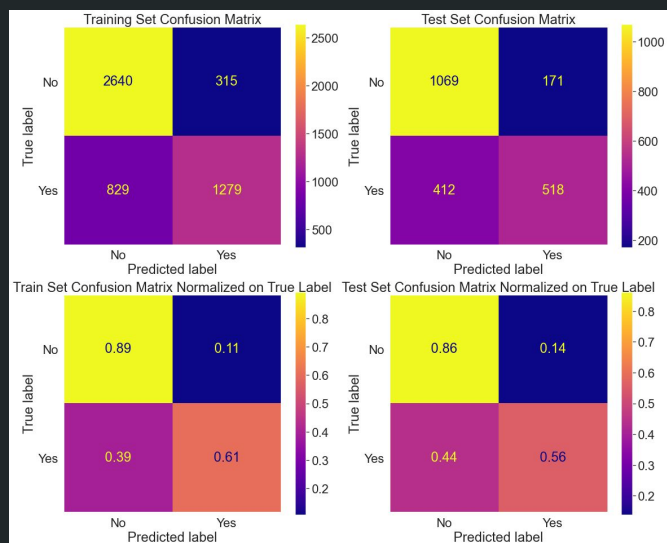 Training Set Confusion Matrix
No
Yes
True label
2640
315
829
1279
No
Yes
Predicted label
2500
2000
1500
1000
500
Test Set Confusion Matrix
No
Yes
True label
1069
171
412
518
No
Yes
Predicted label
1000
800
600
400
200
Train Set Confusion Matrix Normalized on True Label
No
Yes
True label
0.89
0.11
0.39
0.61
No
Yes
Predicted label
0.8
0.7
0.6
0.5
0.4
0.3
0.2
Test Set Confusion Matrix Normalized on True Label
No
Yes
True label
0.86
0.14
0.44
0.56
No
Yes
Predicted label
0.8
0.7
0.6
0.5
0.4
0.3
0.2